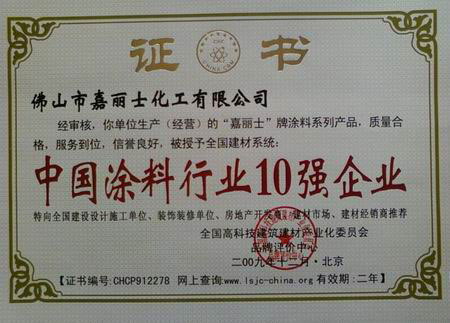 证 书
CHC
CHINA·CBM
佛山市嘉丽士化工有限公司
经审核，你单位生产（经营）的“嘉丽士”牌涂料系列产品，质量合
格，服务到位，信誉良好，被授予全国建材系统：
中国涂料行业10强企业
特向全国建设设计施工单位、装饰装修单位、房地产开发商、建材市场、建材经销商推荐
全国高科技建筑建材产业化委员会
品牌评价中心
二00九年十二月·北京
【证书编号:CHCP912278 网上查询:www.lsjc-china.org 有效期:二年】